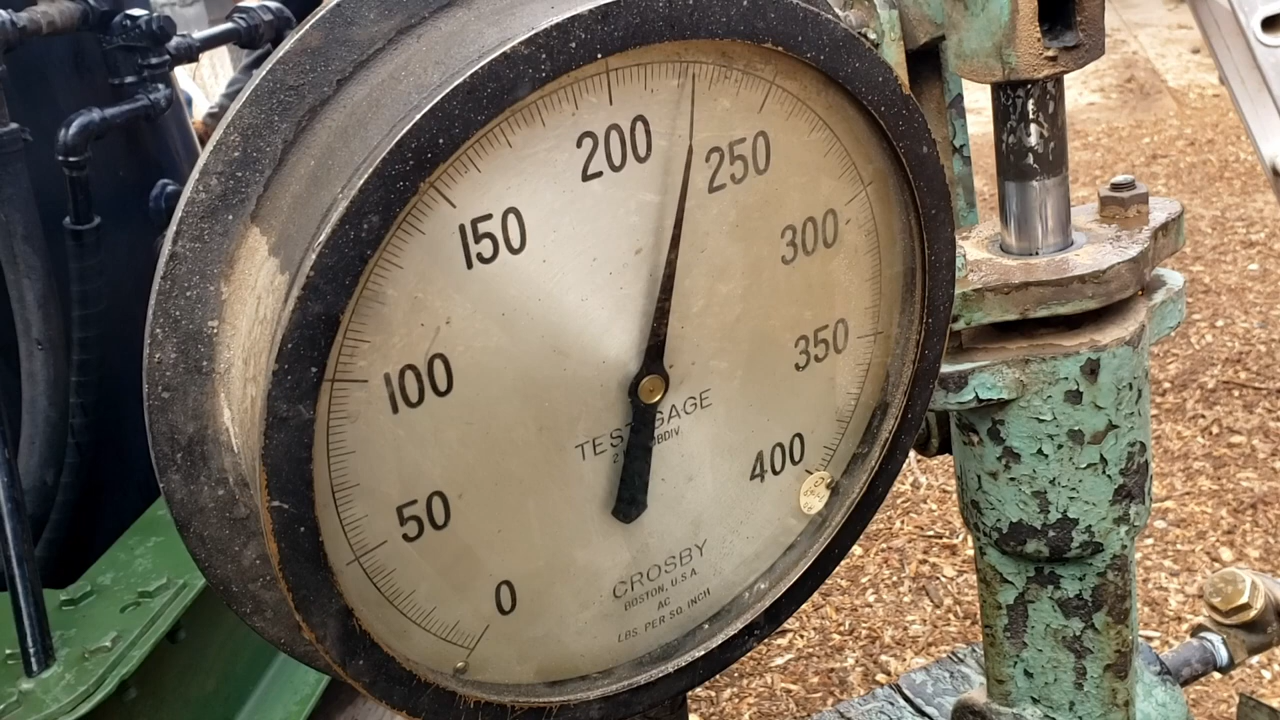 200
250
150
300
350
100
400
50
0
TEST GAGE
CROSBY
BOSTON, U.S.A.
AC
LBS. PER SQ. INCH